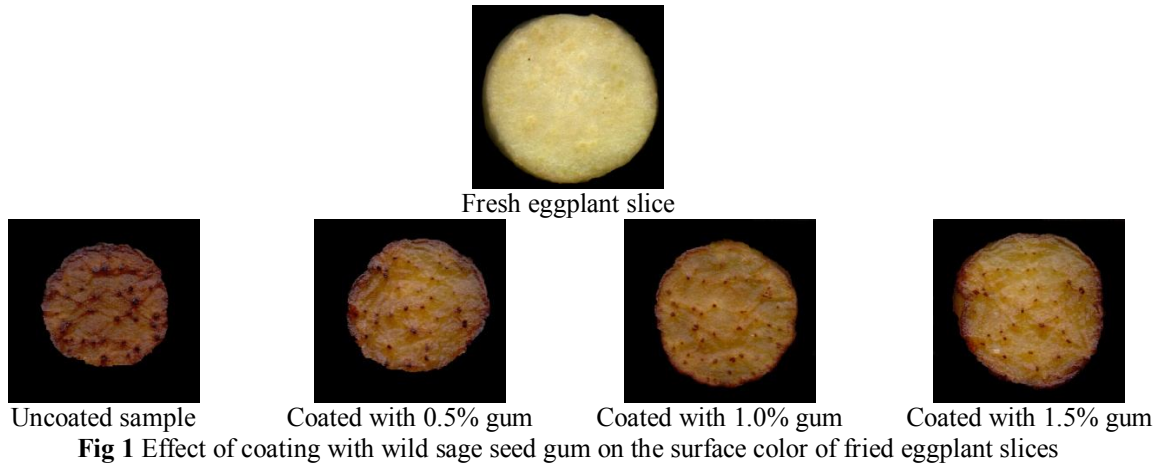 Fresh eggplant slice
Uncoated sample
Coated with 0.5% gum
Coated with 1.0% gum
Coated with 1.5% gum
Fig 1 Effect of coating with wild sage seed gum on the surface color of fried eggplant slices